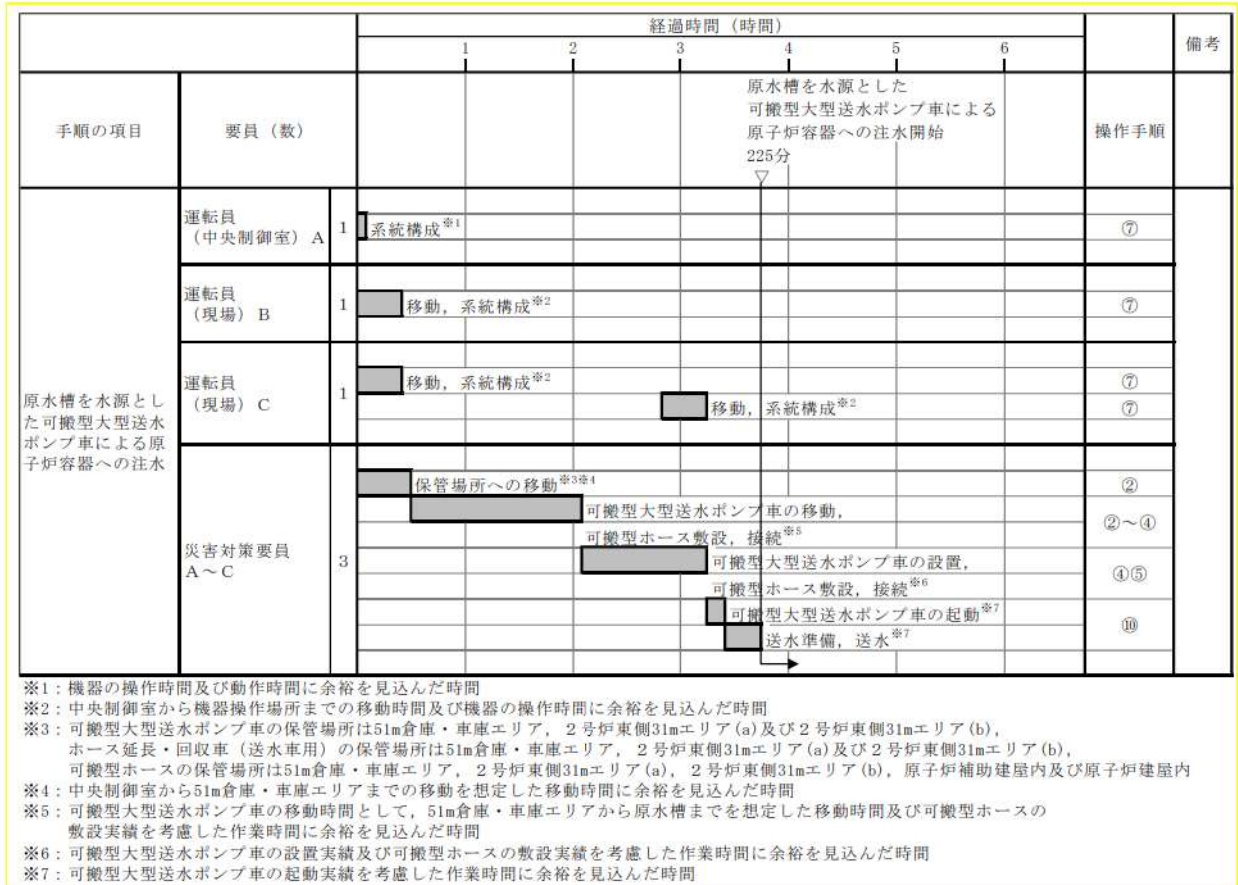 経過時間（時間）
1 2 3 4 5 6
備考
手順の項目
要員（数）
原水槽を水源とした
可搬型大型送水ポンプ車による
原子炉容器への注水開始
225分
▽
操作手順
原水槽を水源とし
た可搬型大型送水
ポンプ車による原
子炉容器への注水
運転員
（中央制御室）A
1
系統構成※1
⑦
運転員
（現場）B
1
移動，系統構成※2
⑦
運転員
（現場）C
1
移動，系統構成※2
⑦
移動，系統構成※2
⑦
災害対策要員
A～C
3
保管場所への移動※3※4
②
可搬型大型送水ポンプ車の移動，
可搬型ホース敷設，接続※5
②～④
可搬型大型送水ポンプ車の設置，
可搬型ホース敷設，接続※6
④⑤
可搬型大型送水ポンプ車の起動※7
送水準備，送水※7
⑩
※1：機器の操作時間及び動作時間に余裕を見込んだ時間
※2：中央制御室から機器操作場所までの移動時間及び機器の操作時間に余裕を見込んだ時間
※3：可搬型大型送水ポンプ車の保管場所は51m倉庫・車庫エリア，２号炉東側31mエリア(a)及び２号炉東側31mエリア(b)，
ホース延長・回収車（送水車用）の保管場所は51m倉庫・車庫エリア，２号炉東側31mエリア(a)及び２号炉東側31mエリア(b)，
可搬型ホースの保管場所は51m倉庫・車庫エリア，２号炉東側31mエリア(a)，２号炉東側31mエリア(b)，原子炉補助建屋内及び原子炉建屋内
※4：中央制御室から51m倉庫・車庫エリアまでの移動を想定した移動時間に余裕を見込んだ時間
※5：可搬型大型送水ポンプ車の移動時間として，51m倉庫・車庫エリアから原水槽までを想定した移動時間及び可搬型ホースの
敷設実績を考慮した作業時間に余裕を見込んだ時間
※6：可搬型大型送水ポンプ車の設置実績及び可搬型ホースの敷設実績を考慮した作業時間に余裕を見込んだ時間
※7：可搬型大型送水ポンプ車の起動実績を考慮した作業時間に余裕を見込んだ時間